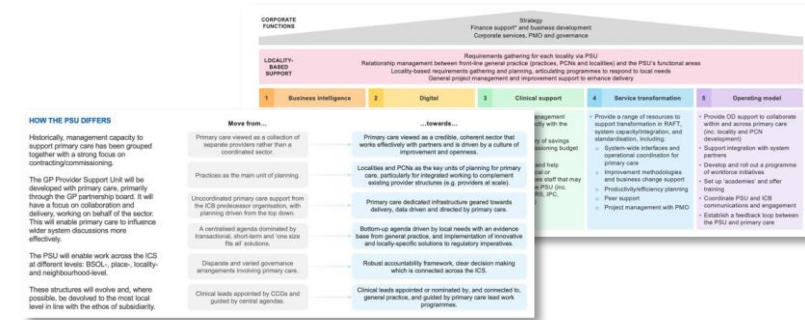 CORPORATE
FUNCTIONS
Strategy
Finance support* and business development
Corporate services, PMO and governance
LOCALITY-
BASED
SUPPORT
Requirements gathering for each locality via PSU
Relationship management between front-line general practice (practices, PCNs and localities) and the PSU's functional areas
Locality-based requirements gathering and planning, articulating programmes to respond to local needs
General project management and improvement support to enhance delivery
1 Business intelligence
2 Digital
3 Clinical support
4 Service transformation
5 Operating model
anagement
ctly with the
ry of savings
ssioning budget
and help
cal or
es staff that may
e PSU (inc.
RIS, IPC,
• Provide a range of resources to
support transformation in RAFT,
system capacity/integration, and
standardisation, including:
o System-wide interfaces and
operational coordination for
primary care
o Improvement methodologies
and business change support
o Productivity/efficiency planning
o Peer support
o Project management with PMO
• Provide OD support to collaborate
within and across primary care
(inc. locality and PCN
development)
• Support integration with system
partners
• Develop and roll out a programme
of workforce initiatives
• Set up 'academies' and offer
training
• Coordinate PSU and ICB
communications and engagement
• Establish a feedback loop between
the PSU and primary care
HOW THE PSU DIFFERS
Historically, management capacity to
support primary care has been grouped
together with a strong focus on
contracting/commissioning.
The GP Provider Support Unit will be
developed with primary care, primarily
through the GP partnership board. It will
have a focus on collaboration and
delivery, working on behalf of the sector.
This will enable primary care to influence
wider system discussions more
effectively.
The PSU will enable work across the ICS
at different levels: BSOL-, place-, locality-
and neighbourhood-level.
These structures will evolve and, where
possible, be devolved to the most local
level in line with the ethos of subsidiarity.
Move from…
…towards…
Primary care viewed as a collection of
separate providers rather than a
coordinated sector.
Primary care viewed as a credible, coherent sector that
works effectively with partners and is driven by a culture of
improvement and openness.
Practices as the main unit of planning.
Localities and PCNs as the key units of planning for primary
care, particularly for integrated working to complement
existing provider structures (e.g. providers at scale).
Uncoordinated primary care support from
the ICB predecessor organisation, with
planning driven from the top down.
Primary care dedicated infrastructure geared towards
delivery, data driven and directed by primary care.
A centralised agenda dominated by
transactional, short-term and 'one size
fits all' solutions.
Bottom-up agenda driven by local needs with an evidence
base from general practice, and implementation of innovative
and locally-specific solutions to regulatory imperatives.
Disparate and varied governance
arrangements involving primary care.
Robust accountability framework, clear decision making
which is connected across the ICS.
Clinical leads appointed by CCGs and
guided by central agendas.
Clinical leads appointed or nominated by, and connected to,
general practice, and guided by primary care lead work
programmes.